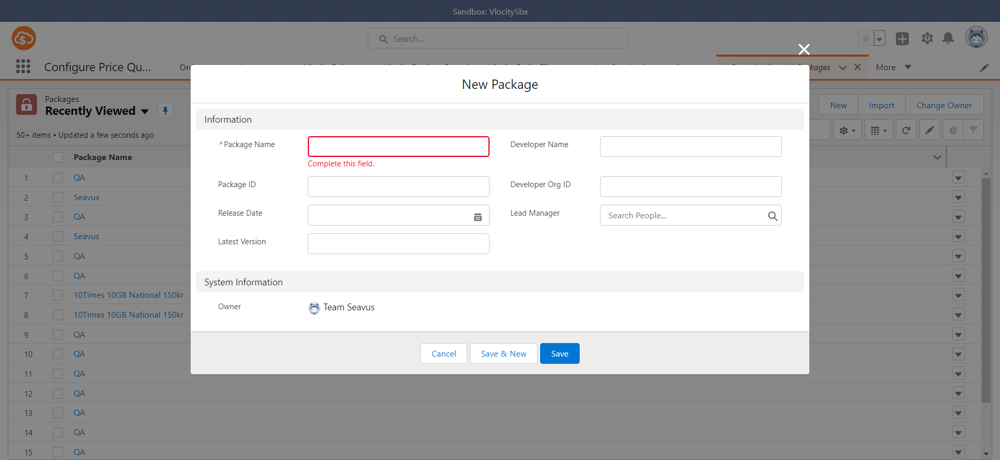 Sandbox: VlocitySbx
Search...
Configure Price Qu...
kages
More
Packages
Recently Viewed
New
Import
Change Owner
50+ items • Updated a few seconds ago
Package Name
1 QA
2 Seavus
3 QA
4 Seavus
5 QA
6 QA
7 10Times 10GB National 150kr
8 10Times 10GB National 150kr
9 QA
10 QA
11 QA
12 QA
13 QA
14 QA
15 QA
New Package
Information
*Package Name
Complete this field.
Developer Name
Package ID
Developer Org ID
Release Date
Lead Manager
Search People...
Latest Version
System Information
Owner
Team Seavus
Cancel
Save & New
Save